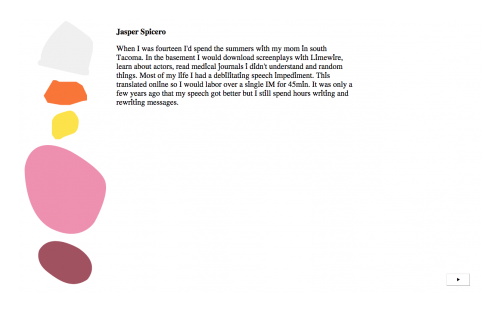 Jasper Spicero
When I was fourteen I'd spend the summers with my mom in south
Tacoma. In the basement I would download screenplays with Limewire,
learn about actors, read medical journals I didn't understand and random
things. Most of my life I had a debilitating speech impediment. This
translated online so I would labor over a single IM for 45min. It was only a
few years ago that my speech got better but I still spend hours writing and
rewriting messages.